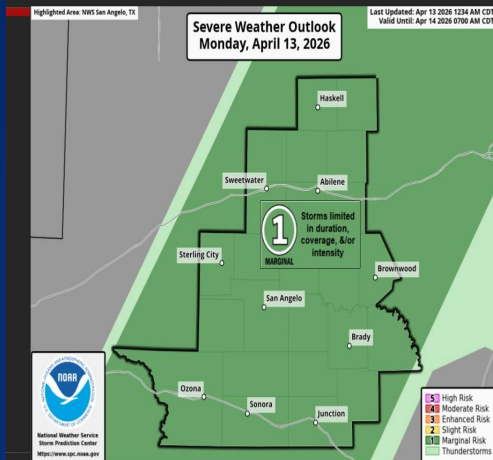 Highlighted Area: NWS San Angelo, TX
Severe Weather Outlook
Monday, April 13, 2026
Last Updated: Apr 13 2026 1234 AM CDT
Valid Until: Apr 14 2026 0700 AM CDT
Haskell
Sweetwater
Abilene
1
MARGINAL
Storms limited
in duration,
coverage, &/or
intensity
Sterling City
Brownwood
San Angelo
Brady
Ozona
Sonora
Junction
NOAA
National Weather Service
Storm Prediction Center
https://www.spc.noaa.gov
5 High Risk
4 Moderate Risk
3 Enhanced Risk
2 Slight Risk
1 Marginal Risk
Thunderstorms